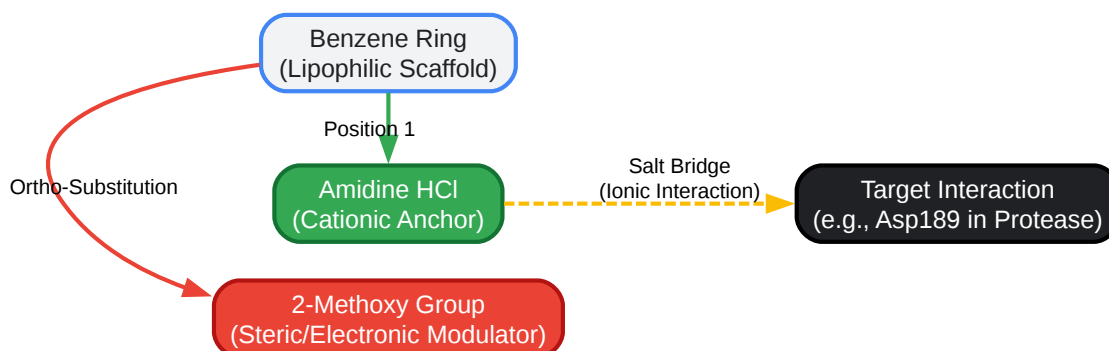 Benzene Ring
(Lipophilic Scaffold)
Position 1
Ortho-Substitution
Amidine HCl
(Cationic Anchor)
Salt Bridge
(Ionic Interaction)
Target Interaction
(e.g., Asp189 in Protease)
2-Methoxy Group
(Steric/Electronic Modulator)